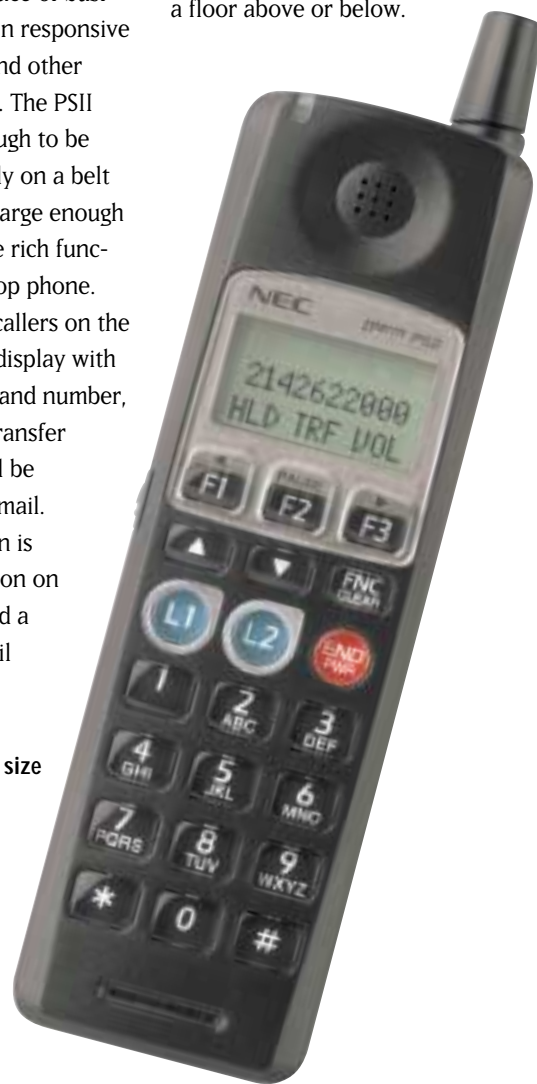 a floor above or below.
n responsive
nd other
. The PSII
ugh to be
ly on a belt
arge enough
e rich func-
op phone.
callers on the
display with
and number,
ransfer
l be
mail.
n is
on on
d a
il
size
NEC
2142622000
HLD TRF VOL
F1 F2 F3
FNC
CLEAR
L1 L2 END
PWR
1 2 3
ABC DEF
4 5 6
GHI JKL MNO
7 8 9
PQRS TUV WXYZ
* 0 #